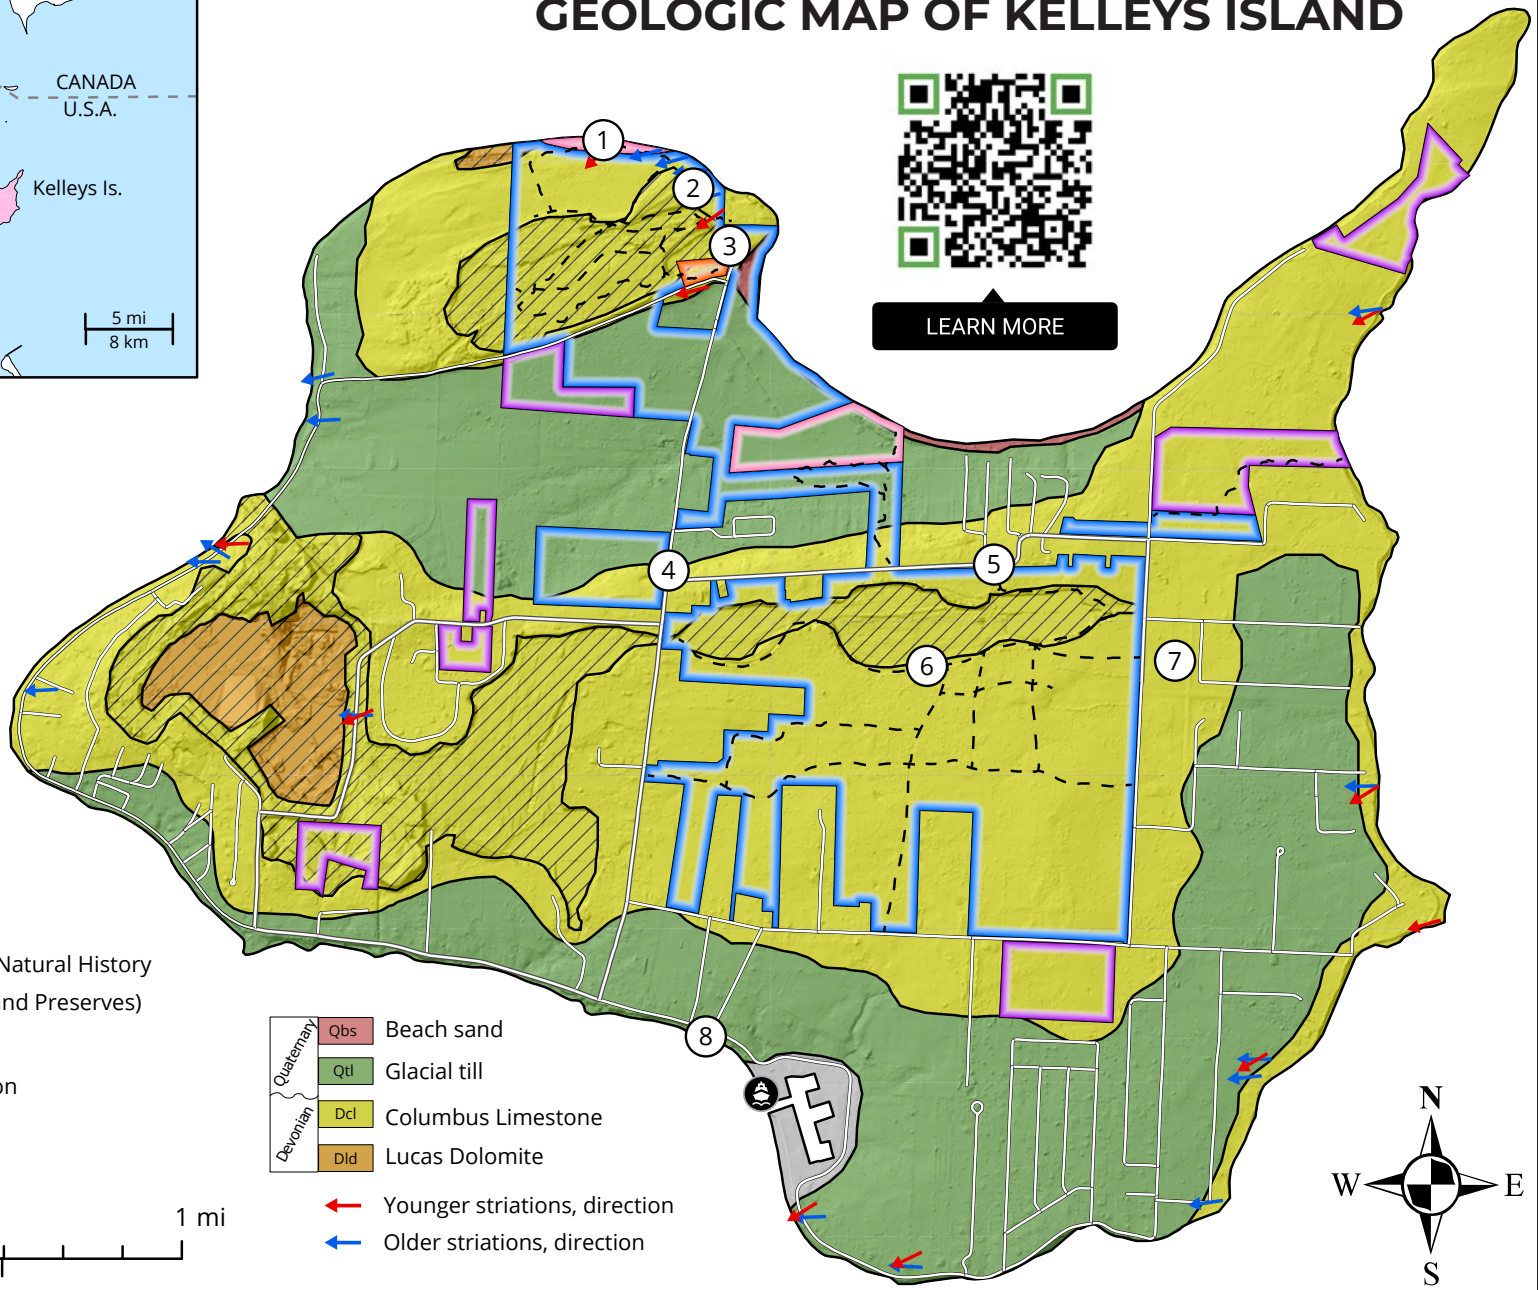 GEOLOGIC MAP OF KELLEYS ISLAND
CANADA
U.S.A.
Kelleys Is.
5 mi
8 km
LEARN MORE
1
2
3
4
5
6
7
8
Natural History
nd Preserves)
on
1 mi
Quaternary
Qbs Beach sand
Qtl Glacial till
Devonian
Dcl Columbus Limestone
Dld Lucas Dolomite
Younger striations, direction
Older striations, direction
N
W E
S